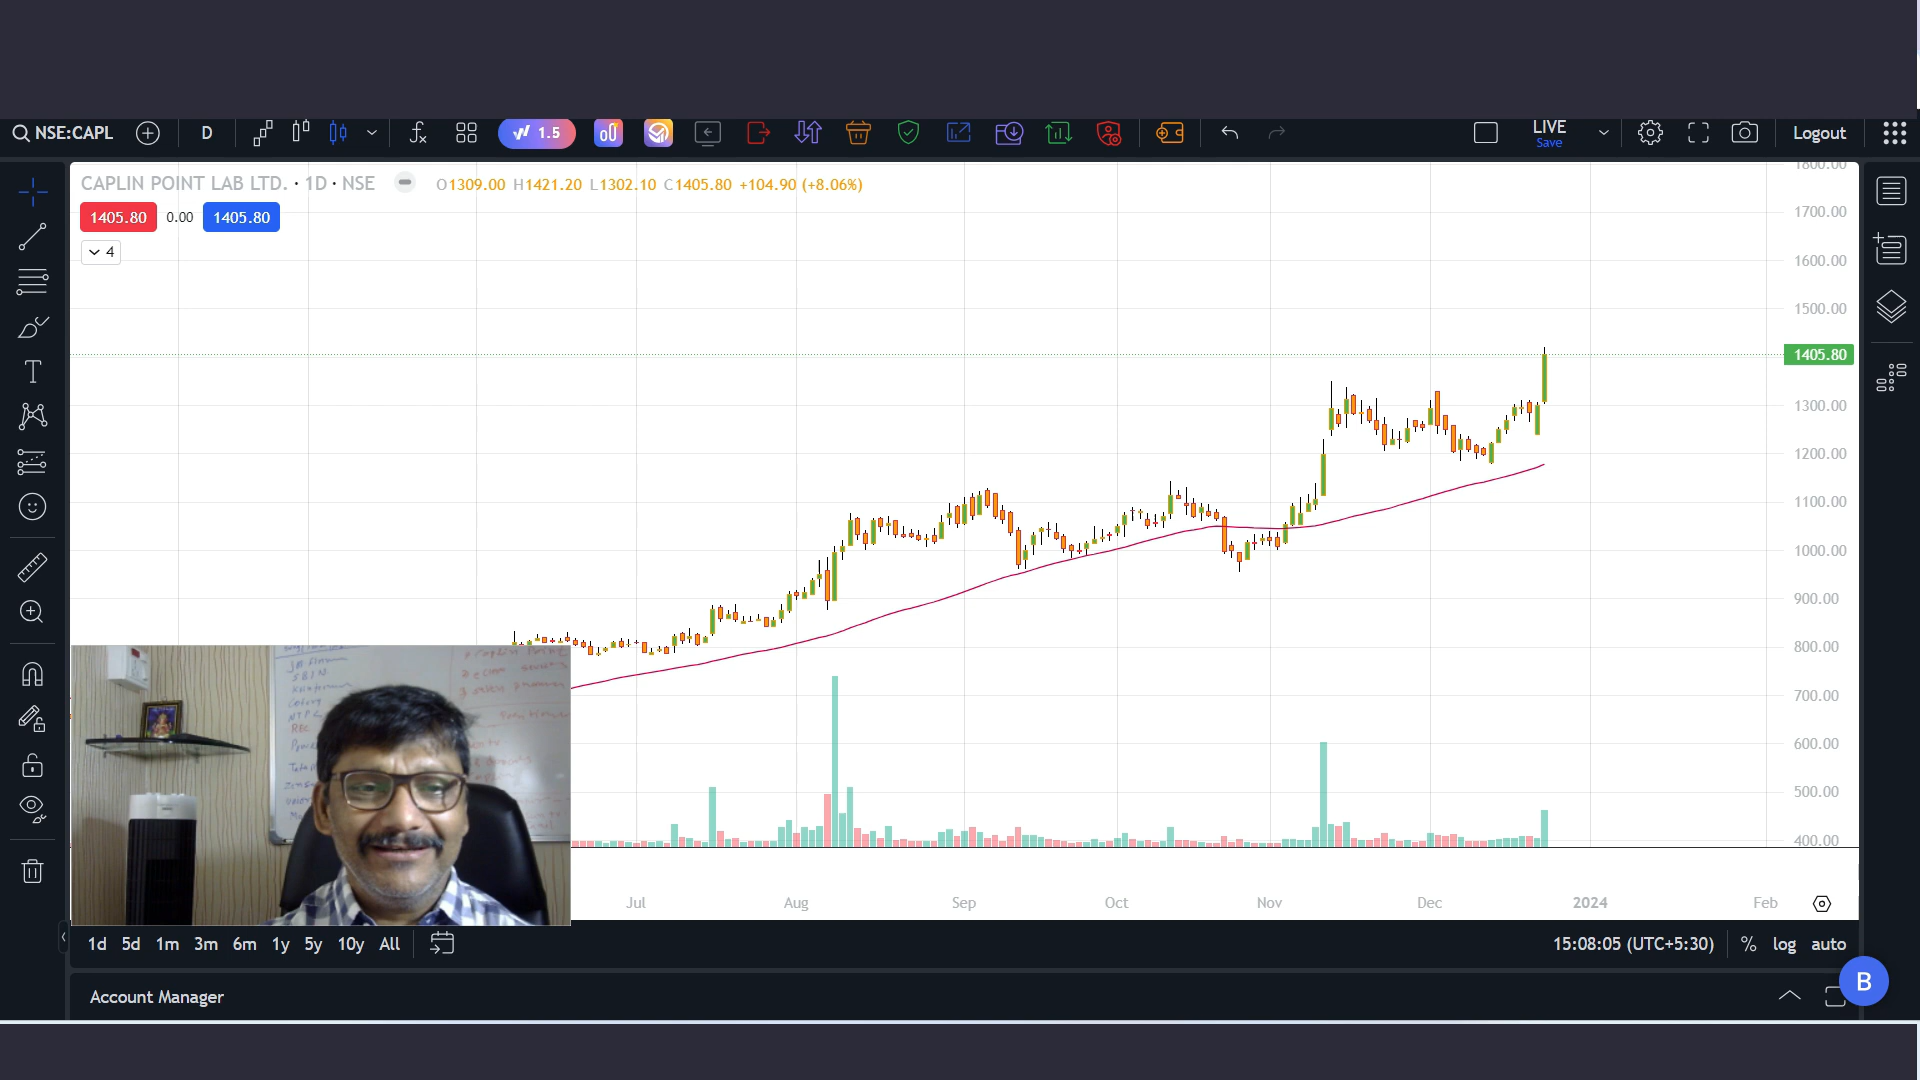 NSE:CAPL
D
1.5
LIVE
Save
Logout
CAPLIN POINT LAB LTD. · 1D · NSE
O1309.00 H1421.20 L1302.10 C1405.80 +104.90 (+8.06%)
1405.80 0.00 1405.80
4
1800.00
1700.00
1600.00
1500.00
1405.80
1300.00
1200.00
1100.00
1000.00
900.00
800.00
700.00
600.00
500.00
400.00
SBIN
NTPC
REC
Jul Aug Sep Oct Nov Dec 2024 Feb
1d 5d 1m 3m 6m 1y 5y 10y All
15:08:05 (UTC+5:30) % log auto
Account Manager
B